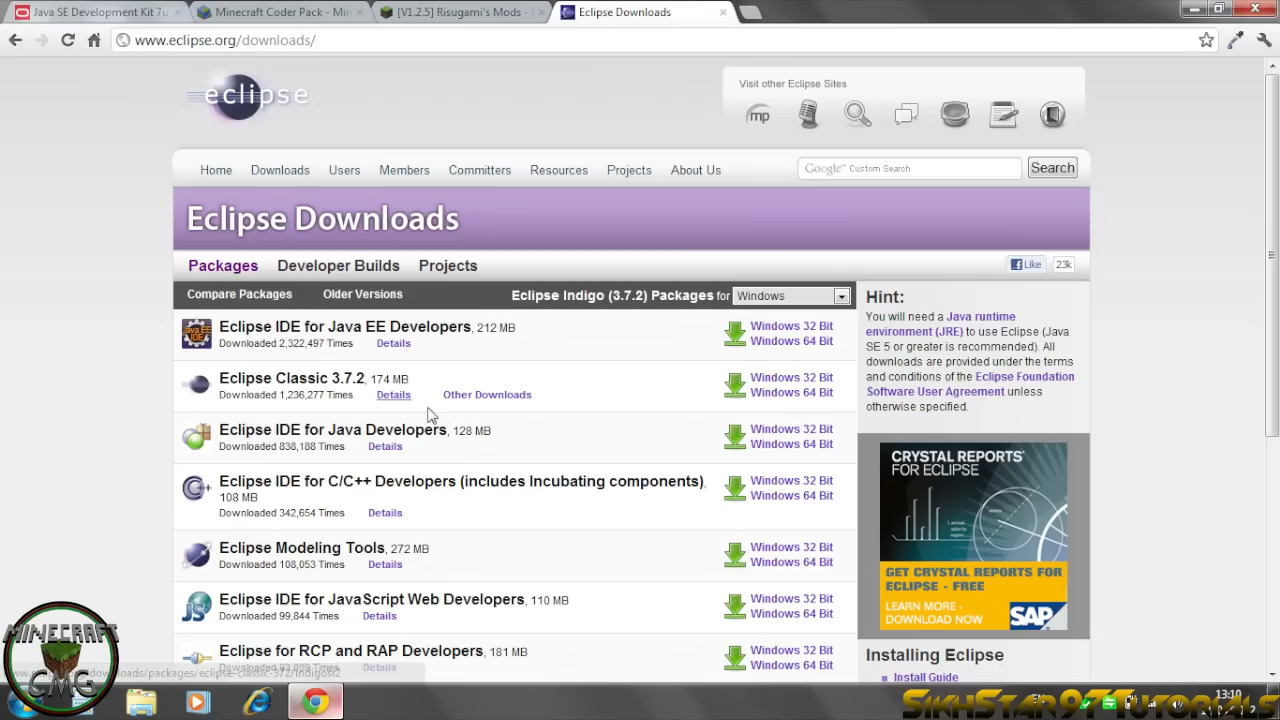 Java SE Development Kit 7u
Minecraft Coder Pack - Min
[V1.2.5] Risugami's Mods -
Eclipse Downloads
www.eclipse.org/downloads/
eclipse
Visit other Eclipse Sites
mp
Home Downloads Users Members Committers Resources Projects About Us
Google™ Custom Search
Search
Eclipse Downloads
Packages Developer Builds Projects
Like 23k
Compare Packages Older Versions Eclipse Indigo (3.7.2) Packages for Windows
Eclipse IDE for Java EE Developers, 212 MB
Downloaded 2,322,497 Times Details
Windows 32 Bit
Windows 64 Bit
Eclipse Classic 3.7.2, 174 MB
Downloaded 1,236,277 Times Details Other Downloads
Windows 32 Bit
Windows 64 Bit
Eclipse IDE for Java Developers, 128 MB
Downloaded 838,188 Times Details
Windows 32 Bit
Windows 64 Bit
Eclipse IDE for C/C++ Developers (includes Incubating components),
108 MB
Downloaded 342,654 Times Details
Windows 32 Bit
Windows 64 Bit
Eclipse Modeling Tools, 272 MB
Downloaded 108,053 Times Details
Windows 32 Bit
Windows 64 Bit
Eclipse IDE for JavaScript Web Developers, 110 MB
Downloaded 99,844 Times Details
Windows 32 Bit
Windows 64 Bit
Eclipse for RCP and RAP Developers, 181 MB
Details
Windows 32 Bit
Windows 64 Bit
Hint:
You will need a Java runtime
environment (JRE) to use Eclipse (Java
SE 5 or greater is recommended). All
downloads are provided under the terms
and conditions of the Eclipse Foundation
Software User Agreement unless
otherwise specified.
CRYSTAL REPORTS®
FOR ECLIPSE
GET CRYSTAL REPORTS FOR
ECLIPSE - FREE
LEARN MORE -
DOWNLOAD NOW
SAP
Installing Eclipse
Install Guide
MINECRAFT
CMG
13:10
SikhStar97Tutorials